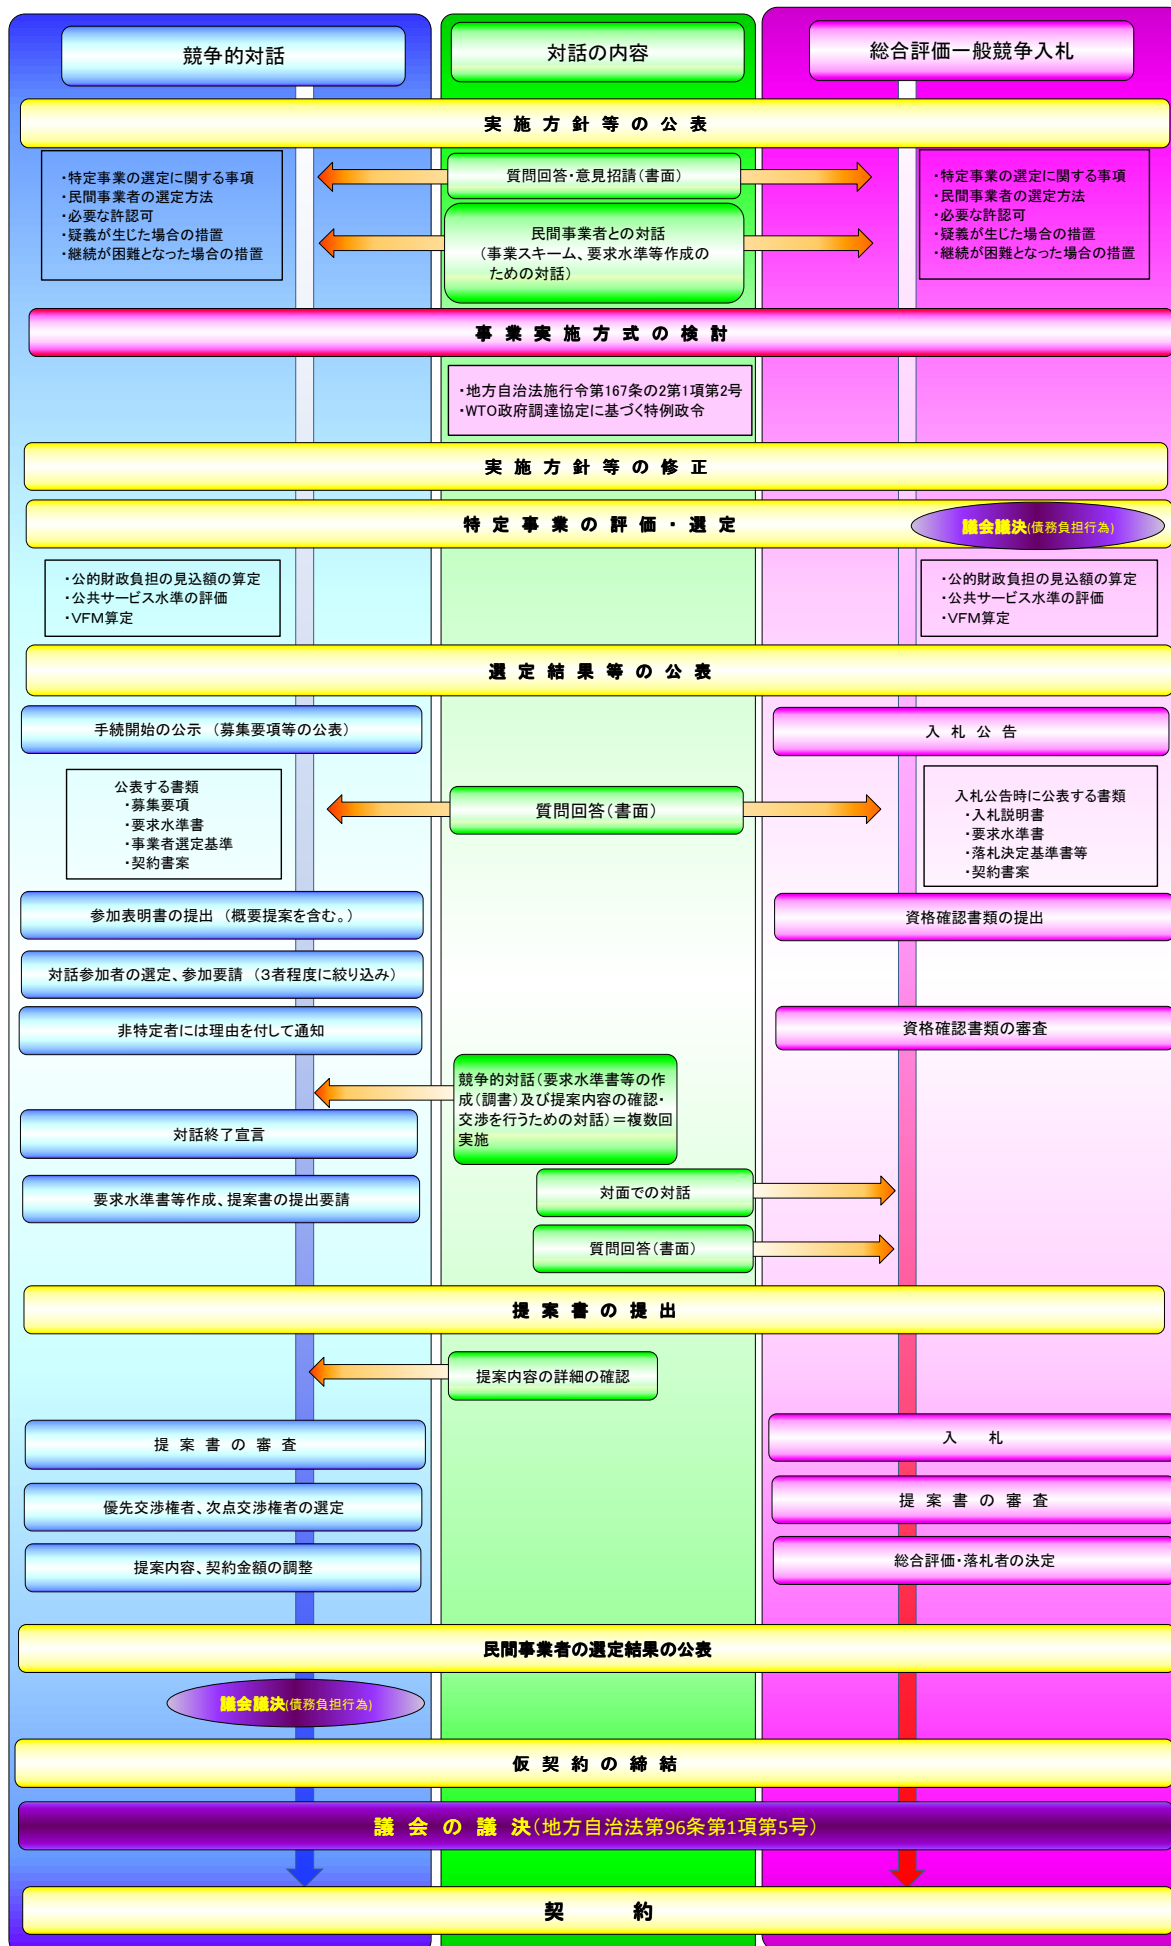 競争的対話
対話の内容
総合評価一般競争入札
実施方針等の公表
・特定事業の選定に関する事項
・民間事業者の選定方法
・必要な許認可
・疑義が生じた場合の措置
・継続が困難となった場合の措置
質問回答・意見招請(書面)
民間事業者との対話
(事業スキーム、要求水準等作成の
ための対話)
・特定事業の選定に関する事項
・民間事業者の選定方法
・必要な許認可
・疑義が生じた場合の措置
・継続が困難となった場合の措置
事業実施方式の検討
・地方自治法施行令第167条の2第1項第2号
・WTO政府調達協定に基づく特例政令
実施方針等の修正
特定事業の評価・選定
議会議決(債務負担行為)
・公的財政負担の見込額の算定
・公共サービス水準の評価
・VFM算定
・公的財政負担の見込額の算定
・公共サービス水準の評価
・VFM算定
選定結果等の公表
手続開始の公示 (募集要項等の公表)
入札公告
公表する書類
・募集要項
・要求水準書
・事業者選定基準
・契約書案
質問回答(書面)
入札公告時に公表する書類
・入札説明書
・要求水準書
・落札決定基準書等
・契約書案
参加表明書の提出 (概要提案を含む。)
資格確認書類の提出
対話参加者の選定、参加要請 (3者程度に絞り込み)
非特定者には理由を付して通知
資格確認書類の審査
競争的対話(要求水準書等の作
成(調書)及び提案内容の確認・
交渉を行うための対話)=複数回
実施
対話終了宣言
対面での対話
要求水準書等作成、提案書の提出要請
質問回答(書面)
提案書の提出
提案内容の詳細の確認
提案書の審査
入 札
優先交渉権者、次点交渉権者の選定
提案書の審査
提案内容、契約金額の調整
総合評価・落札者の決定
民間事業者の選定結果の公表
議会議決(債務負担行為)
仮契約の締結
議会の議決(地方自治法第96条第1項第5号)
契 約